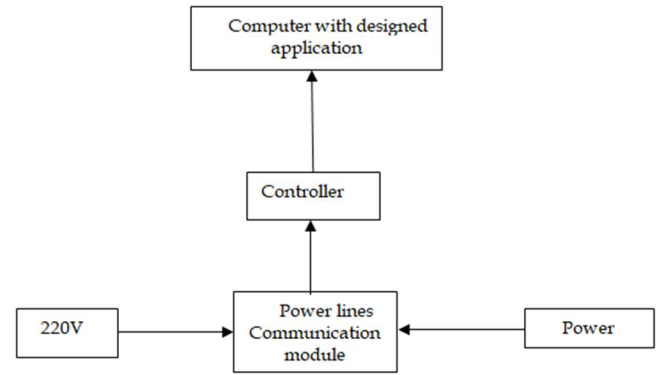 Computer with designed
application
Controller
220V
Power lines
Communication
module
Power